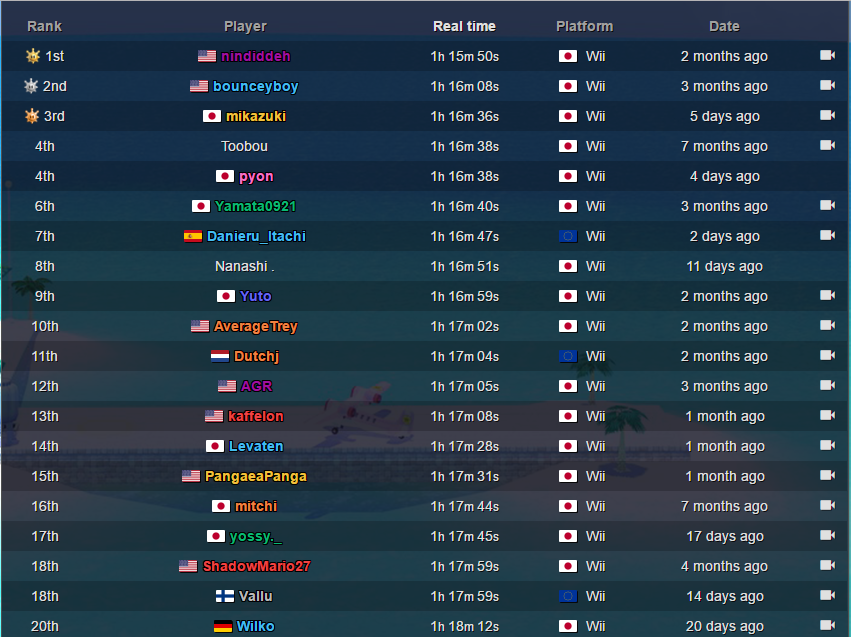 Rank Player Real time Platform Date
1st nindiddeh 1h 15m 50s Wii 2 months ago
2nd bounceyboy 1h 16m 08s Wii 3 months ago
3rd mikazuki 1h 16m 36s Wii 5 days ago
4th Toobou 1h 16m 38s Wii 7 months ago
4th pyon 1h 16m 38s Wii 4 days ago
6th Yamata0921 1h 16m 40s Wii 3 months ago
7th Danieru_Itachi 1h 16m 47s Wii 2 days ago
8th Nanashi . 1h 16m 51s Wii 11 days ago
9th Yuto 1h 16m 59s Wii 2 months ago
10th AverageTrey 1h 17m 02s Wii 2 months ago
11th Dutchj 1h 17m 04s Wii 2 months ago
12th AGR 1h 17m 05s Wii 3 months ago
13th kaffelon 1h 17m 08s Wii 1 month ago
14th Levaten 1h 17m 28s Wii 1 month ago
15th PangaeaPanga 1h 17m 31s Wii 1 month ago
16th mitchi 1h 17m 44s Wii 7 months ago
17th yossy._ 1h 17m 45s Wii 17 days ago
18th ShadowMario27 1h 17m 59s Wii 4 months ago
18th Vallu 1h 17m 59s Wii 14 days ago
20th Wilko 1h 18m 12s Wii 20 days ago